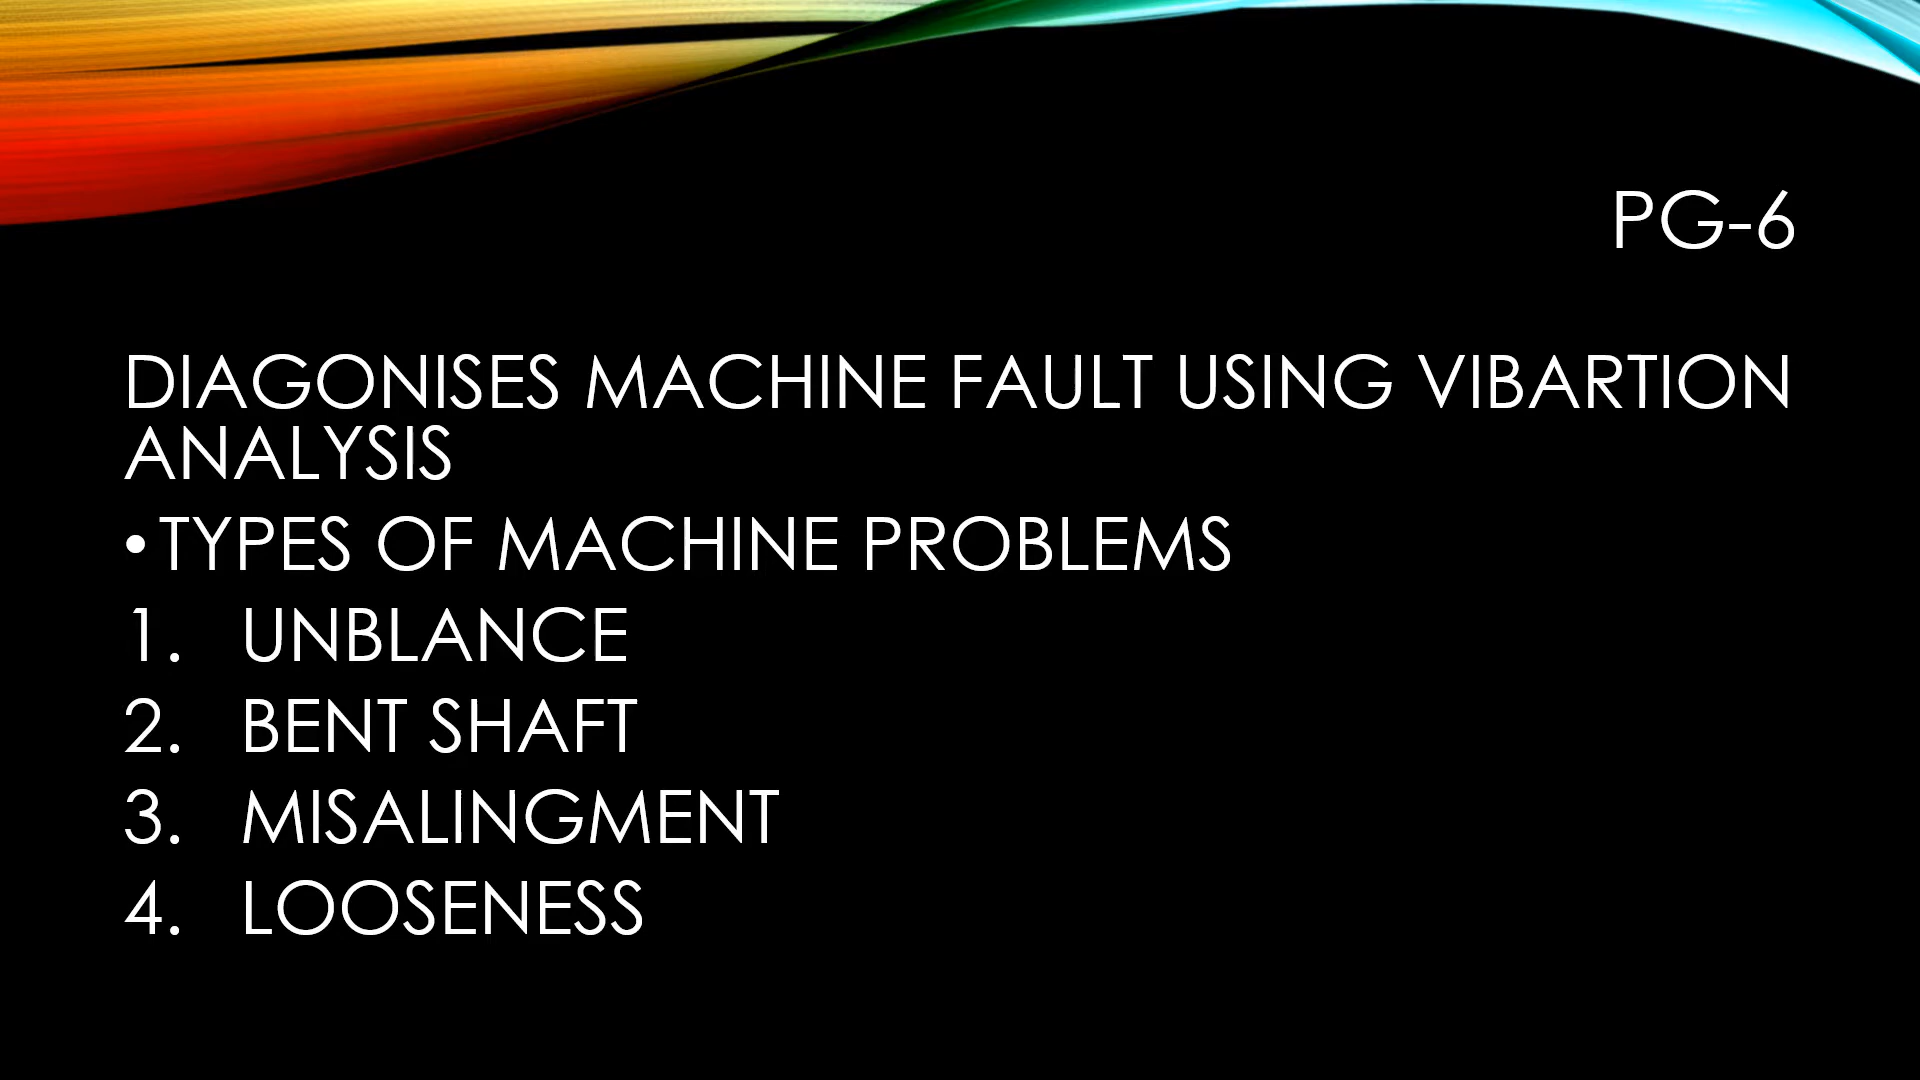 PG-6
DIAGONISES MACHINE FAULT USING VIBARTION
ANALYSIS
•TYPES OF MACHINE PROBLEMS
1. UNBLANCE
2. BENT SHAFT
3. MISALINGMENT
4. LOOSENESS